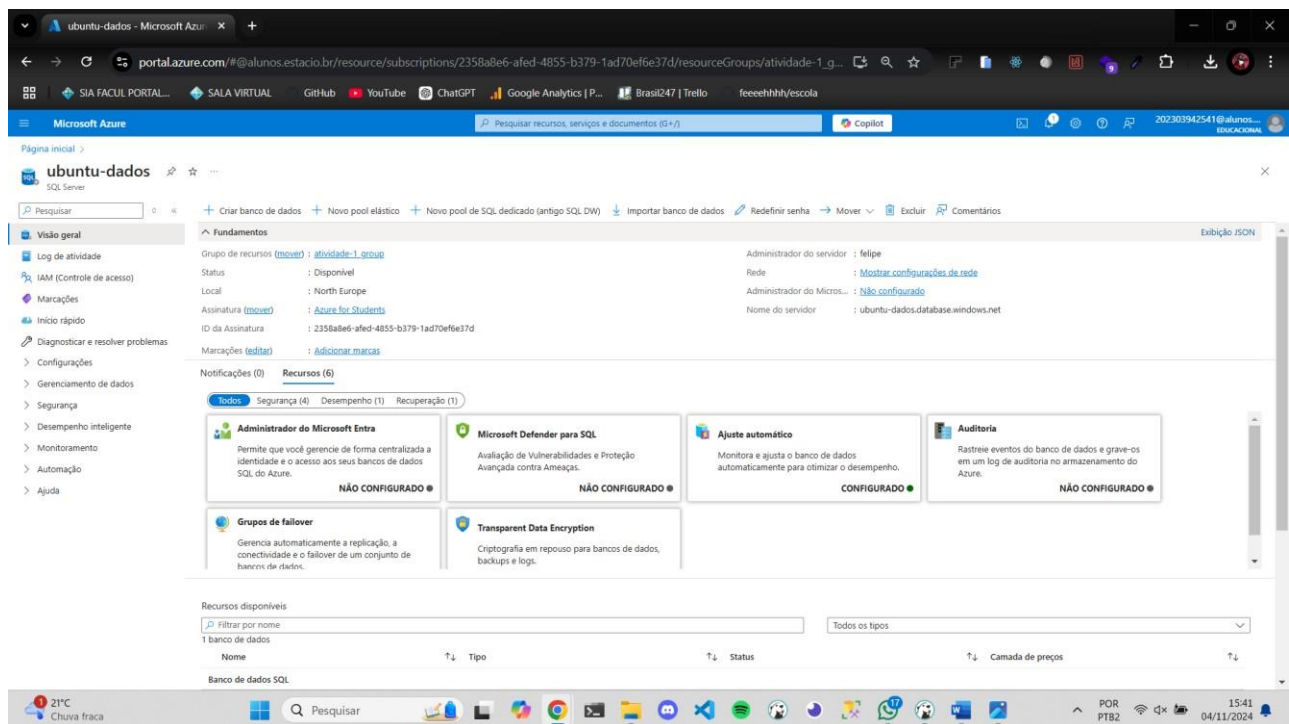 ubuntu-dados - Microsoft Azur
portal.azure.com/#@alunos.estacio.br/resource/subscriptions/2358a8e6-afed-4855-b379-1ad70ef6e37d/resourceGroups/atividade-1_g...
SIA FACUL PORTAL... SALA VIRTUAL GitHub YouTube ChatGPT Google Analytics | P... Brasil247 | Trello feeeehhhh/escola
Microsoft Azure Pesquisar recursos, serviços e documentos (G+/) Copilot 202303942541@alunos....
EDUCACIONAL
Página inicial >
ubuntu-dados
SQL Server
Pesquisar Criar banco de dados Novo pool elástico Novo pool de SQL dedicado (antigo SQL DW) Importar banco de dados Redefinir senha Mover Excluir Comentários
Visão geral
Log de atividade
IAM (Controle de acesso)
Marcações
Início rápido
Diagnosticar e resolver problemas
Configurações
Gerenciamento de dados
Segurança
Desempenho inteligente
Monitoramento
Automação
Ajuda
Fundamentos Exibição JSON
Grupo de recursos (mover) : atividade-1_group
Status : Disponível
Local : North Europe
Assinatura (mover) : Azure for Students
ID da Assinatura : 2358a8e6-afed-4855-b379-1ad70ef6e37d
Marcações (editar) : Adicionar marcas
Administrador do servidor : felipe
Rede : Mostrar configurações de rede
Administrador do Micros... : Não configurado
Nome do servidor : ubuntu-dados.database.windows.net
Notificações (0) Recursos (6)
Todos Segurança (4) Desempenho (1) Recuperação (1)
Administrador do Microsoft Entra
Permite que você gerencie de forma centralizada a
identidade e o acesso aos seus bancos de dados
SQL do Azure.
NÃO CONFIGURADO
Microsoft Defender para SQL
Avaliação de Vulnerabilidades e Proteção
Avançada contra Ameaças.
NÃO CONFIGURADO
Ajuste automático
Monitora e ajusta o banco de dados
automaticamente para otimizar o desempenho.
CONFIGURADO
Auditoria
Rastreie eventos do banco de dados e grave-os
em um log de auditoria no armazenamento do
Azure.
NÃO CONFIGURADO
Grupos de failover
Gerencia automaticamente a replicação, a
conectividade e o failover de um conjunto de
bancos de dados.
Transparent Data Encryption
Criptografia em repouso para bancos de dados,
backups e logs.
Recursos disponíveis
Filtrar por nome Todos os tipos
1 banco de dados
Nome Tipo Status Camada de preços
Banco de dados SQL
21°C
Chuva fraca
Pesquisar
POR
PTB2
15:41
04/11/2024